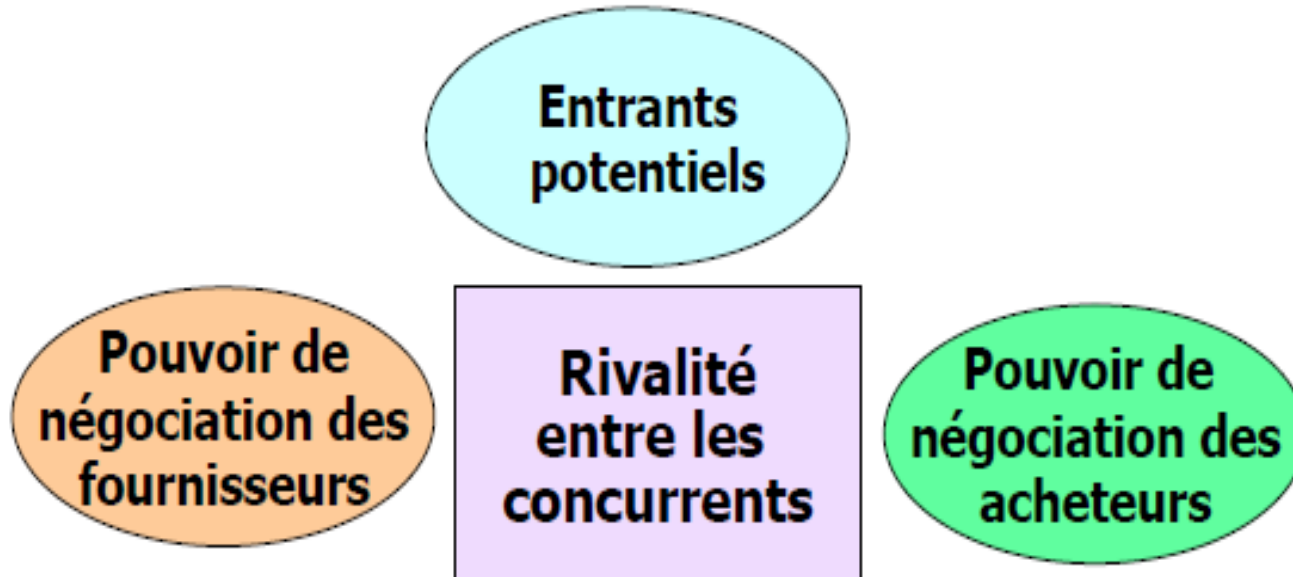 Entrants
potentiels
Pouvoir de
négociation des
fournisseurs
Rivalité
entre les
concurrents
Pouvoir de
négociation des
acheteurs